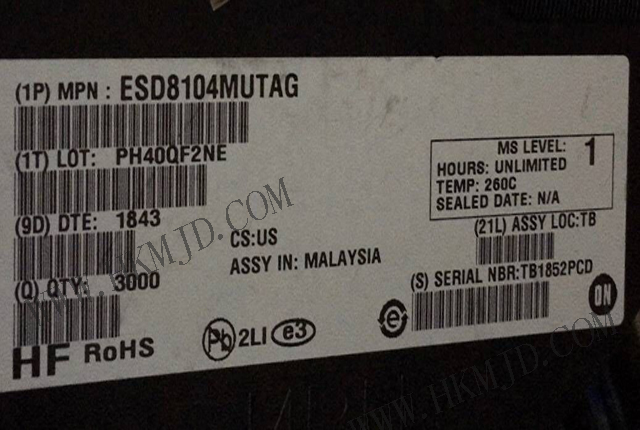 (1P) MPN : ESD8104MUTAG
(1T) LOT: PH40QF2NE
MS LEVEL: 1
HOURS: UNLIMITED
TEMP: 260C
SEALED DATE: N/A
(9D) DTE: 1843
CS:US
(21L) ASSY LOC:TB
ASSY IN: MALAYSIA
(Q) QTY: 3000
(S) SERIAL NBR:TB1852PCD
HF RoHS
Pb 2LI e3
e
ON
WWW.HKMJD.COM
WWW.HKMJD.COM